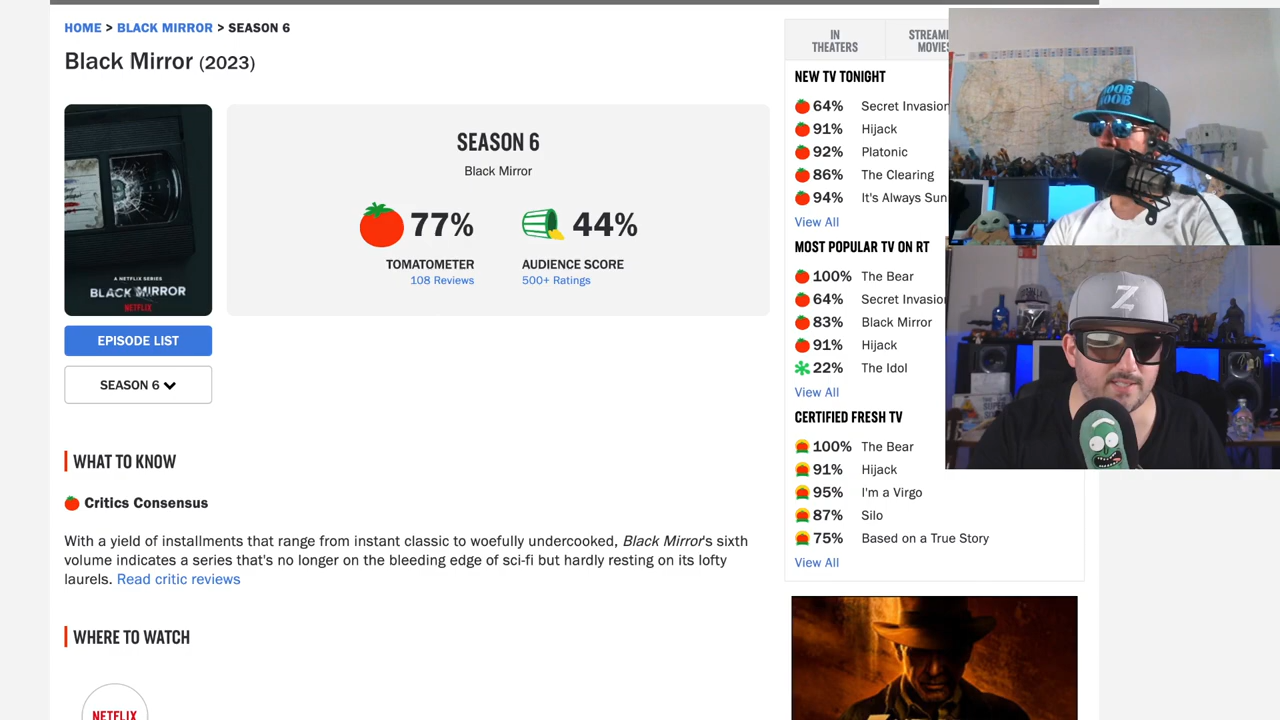 HOME > BLACK MIRROR > SEASON 6
Black Mirror (2023)
A NETFLIX SERIES
BLACK MIRROR
NETFLIX
EPISODE LIST
SEASON 6
SEASON 6
Black Mirror
77%
TOMATOMETER
108 Reviews
44%
AUDIENCE SCORE
500+ Ratings
WHAT TO KNOW
Critics Consensus
With a yield of installments that range from instant classic to woefully undercooked, Black Mirror's sixth
volume indicates a series that's no longer on the bleeding edge of sci-fi but hardly resting on its lofty
laurels. Read critic reviews
WHERE TO WATCH
NETFLIX
IN
THEATERS
NEW TV TONIGHT
64% Secret Invasion
91% Hijack
92% Platonic
86% The Clearing
94% It's Always Sun
View All
MOST POPULAR TV ON RT
100% The Bear
64% Secret Invasion
83% Black Mirror
91% Hijack
22% The Idol
View All
CERTIFIED FRESH TV
100% The Bear
91% Hijack
95% I'm a Virgo
87% Silo
75% Based on a True Story
View All
NOOB
NOOB
Z